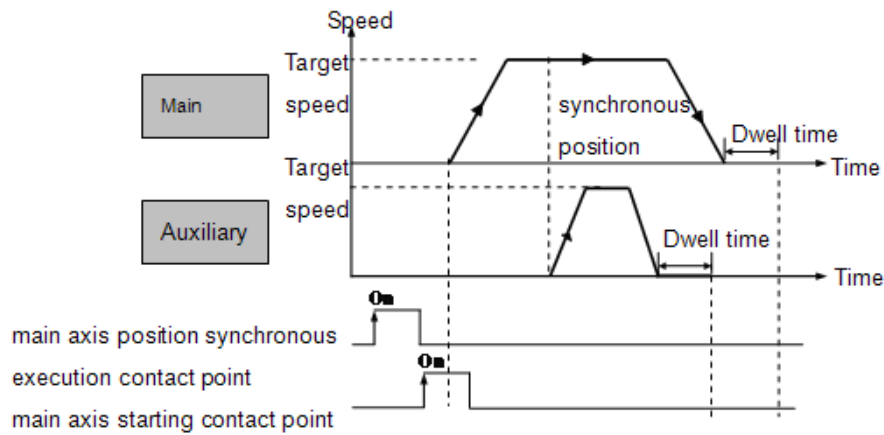 Speed
Target
speed
Main
synchronous
position
Dwell time
Time
Target
speed
Auxiliary
Dwell time
Time
On
main axis position synchronous
On
execution contact point
main axis starting contact point